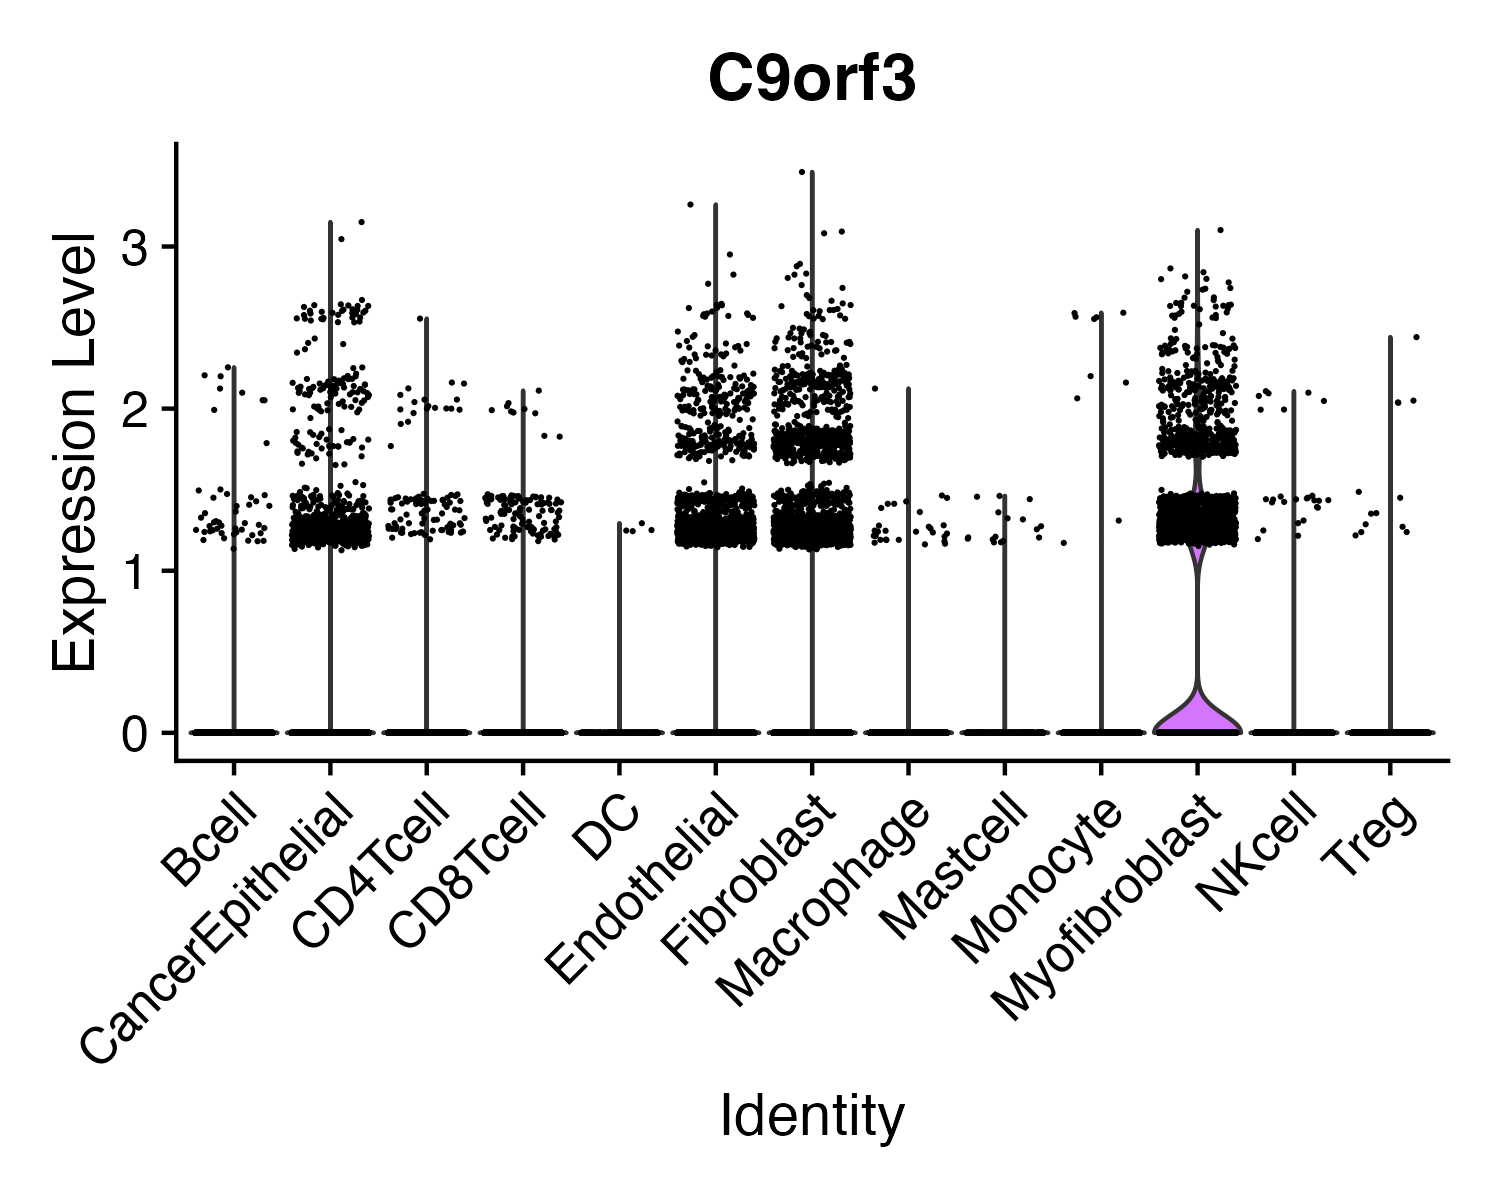 C9orf3
Expression Level
3
2
1
0
Bcell
CancerEpithelial
CD4Tcell
CD8Tcell
DC
Endothelial
Fibroblast
Macrophage
Mastcell
Monocyte
Myofibroblast
NKcell
Treg
Identity